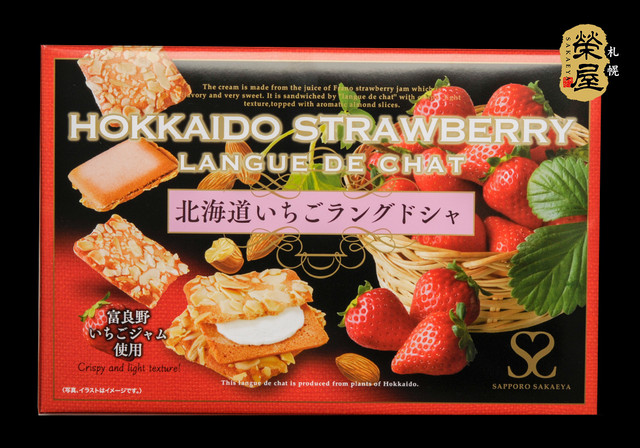 札幌
榮屋
SAKAEYA
The cream is made from the juice of Furano strawberry jam which
savory and very sweet. It is sandwiched by "langue de chat" with light
texture,topped with aromatic almond slices.
HOKKAIDO STRAWBERRY
LANGUE DE CHAT
北海道いちごラングドシャ
富良野
いちごジャム
使用
Crispy and light texture!
(写真、イラストはイメージです。)
This langue de chat is produced from plants of Hokkaido.
SAPPORO SAKAEYA